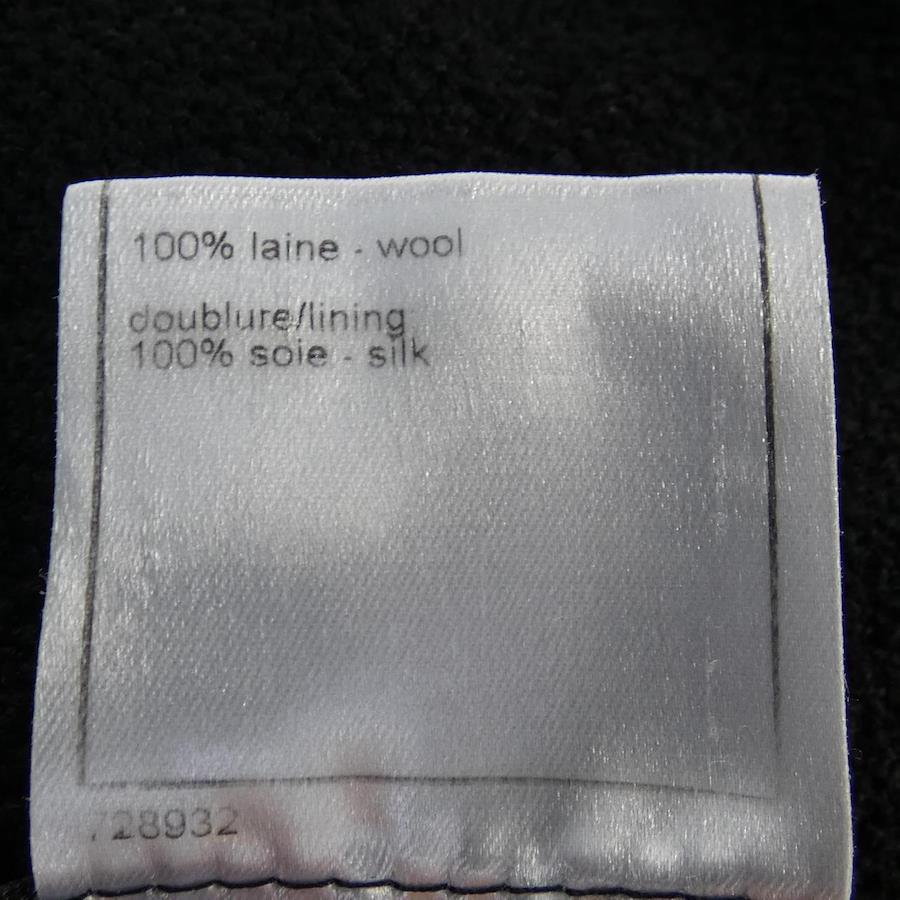 100% laine - wool
doublure/lining
100% soie - silk
728932